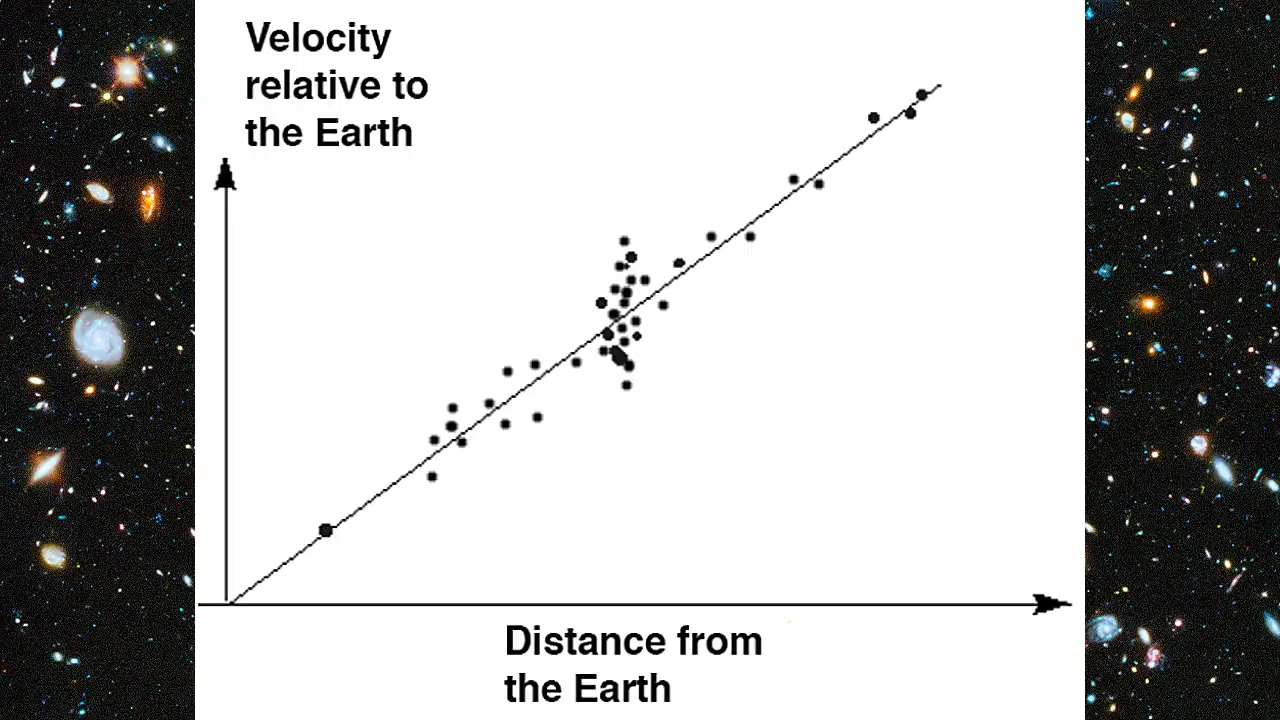 Velocity
relative to
the Earth
Distance from
the Earth